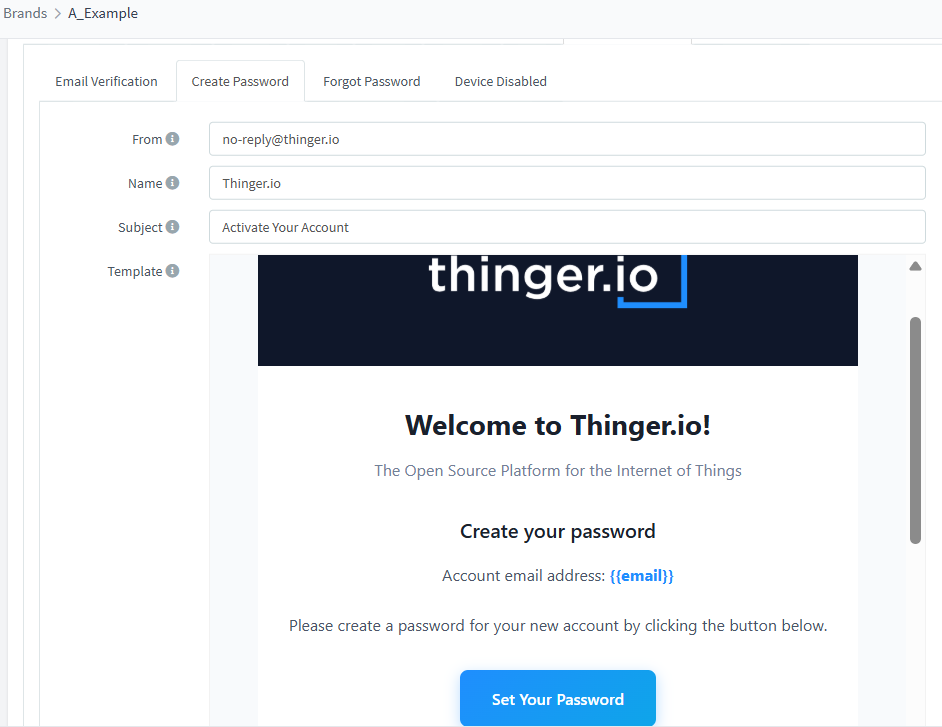 Brands > A_Example
Email Verification Create Password Forgot Password Device Disabled
From no-reply@thinger.io
Name Thinger.io
Subject Activate Your Account
Template
thinger.io
Welcome to Thinger.io!
The Open Source Platform for the Internet of Things
Create your password
Account email address: {{email}}
Please create a password for your new account by clicking the button below.
Set Your Password